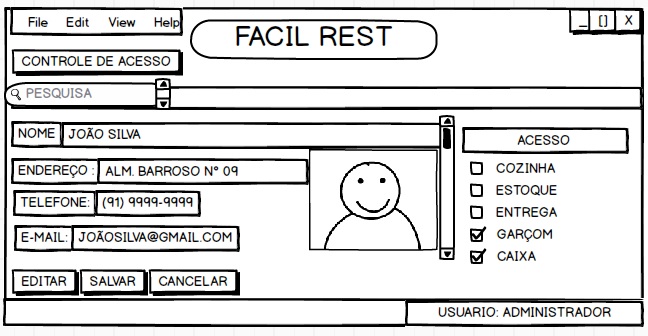 File Edit View Help
FACIL REST
_ [] X
CONTROLE DE ACESSO
PESQUISA
NOME JOÃO SILVA
ENDEREÇO : ALM. BARROSO Nº 09
TELEFONE: (91) 9999-9999
E-MAIL: JOÃOSILVA@GMAIL.COM
EDITAR SALVAR CANCELAR
ACESSO
COZINHA
ESTOQUE
ENTREGA
GARÇOM
CAIXA
USUARIO: ADMINISTRADOR